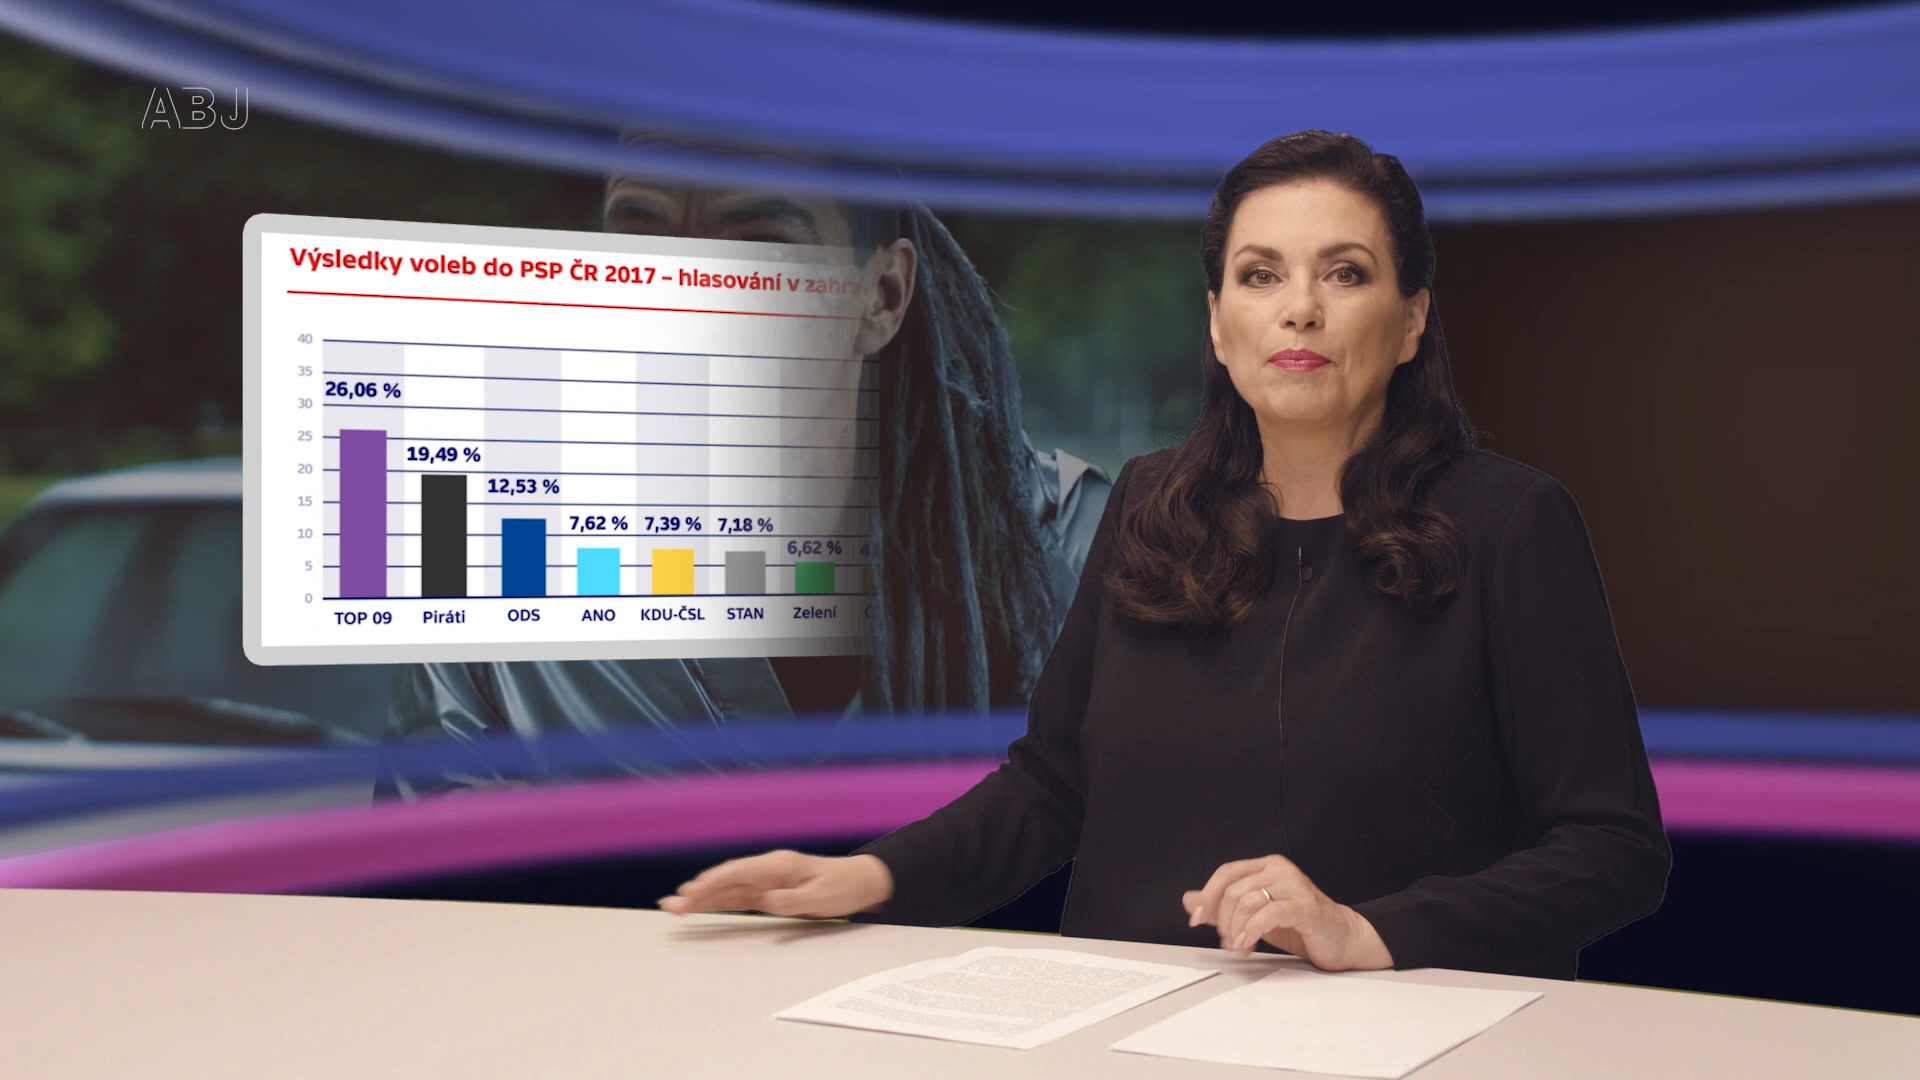 ABJ
Výsledky voleb do PSP ČR 2017 – hlasování v
40
35
30
25
20
15
10
5
0
26,06 %
19,49 %
12,53 %
7,62 %
7,39 %
7,18 %
6,62 %
TOP 09
Piráti
ODS
ANO
KDU-ČSL
STAN
Zelení